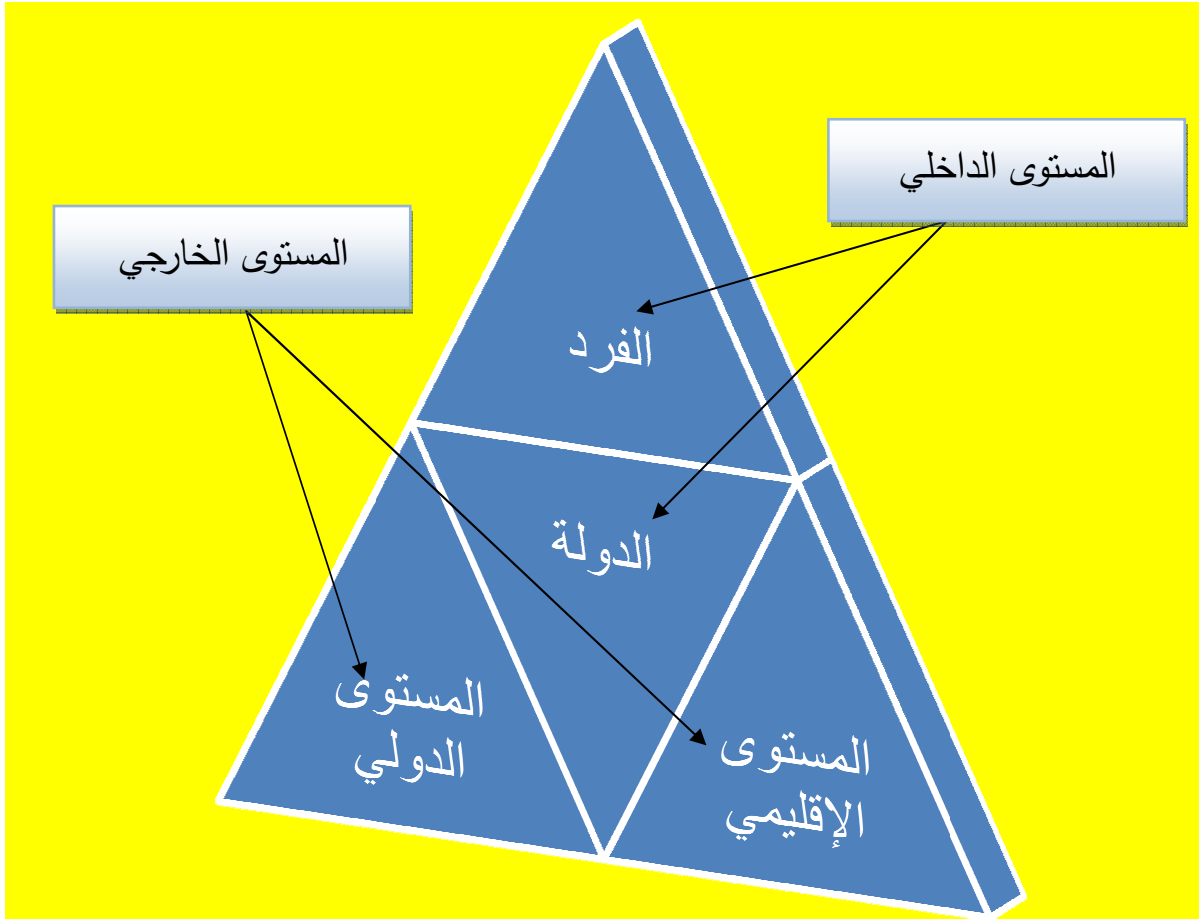 المستوى الداخلي
المستوى الخارجي
الفرد
الدولة
المستوى
الدولي
المستوى
الإقليمي